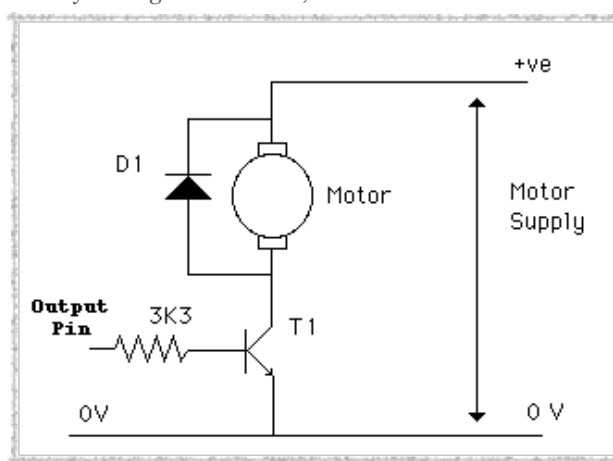 +ve
D1
Motor
Motor
Supply
Output
Pin
3K3
T1
0V
0 V